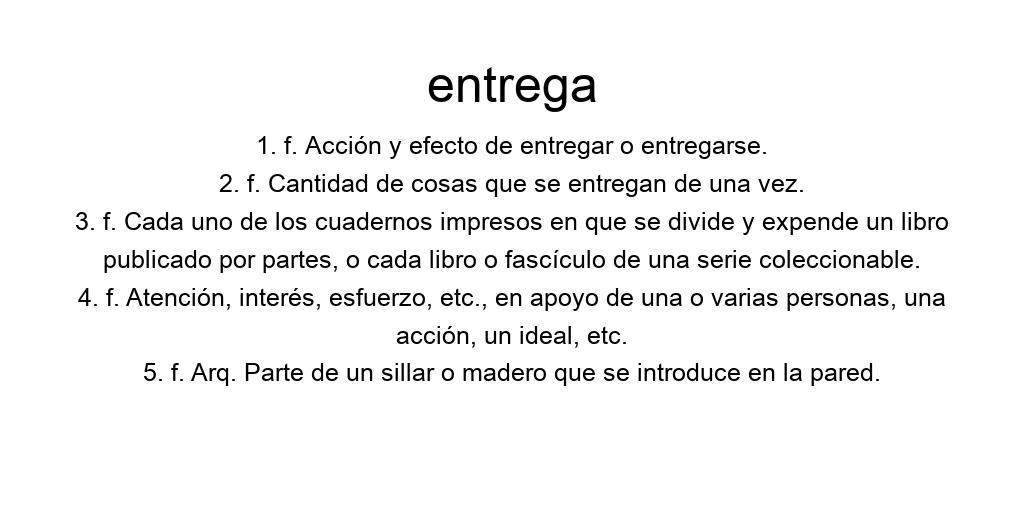 entrega
1. f. Acción y efecto de entregar o entregarse.
2. f. Cantidad de cosas que se entregan de una vez.
3. f. Cada uno de los cuadernos impresos en que se divide y expende un libro
publicado por partes, o cada libro o fascículo de una serie coleccionable.
4. f. Atención, interés, esfuerzo, etc., en apoyo de una o varias personas, una
acción, un ideal, etc.
5. f. Arq. Parte de un sillar o madero que se introduce en la pared.